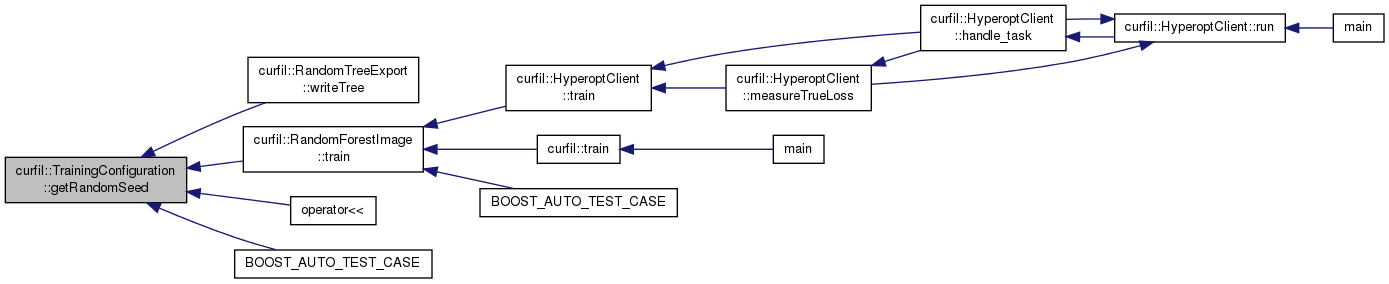 curfil::TrainingConfiguration
::getRandomSeed
curfil::RandomTreeExport
::writeTree
curfil::RandomForestImage
::train
operator<<
BOOST_AUTO_TEST_CASE
curfil::HyperoptClient
::train
curfil::train
BOOST_AUTO_TEST_CASE
curfil::HyperoptClient
::handle_task
curfil::HyperoptClient
::measureTrueLoss
main
curfil::HyperoptClient::run
main